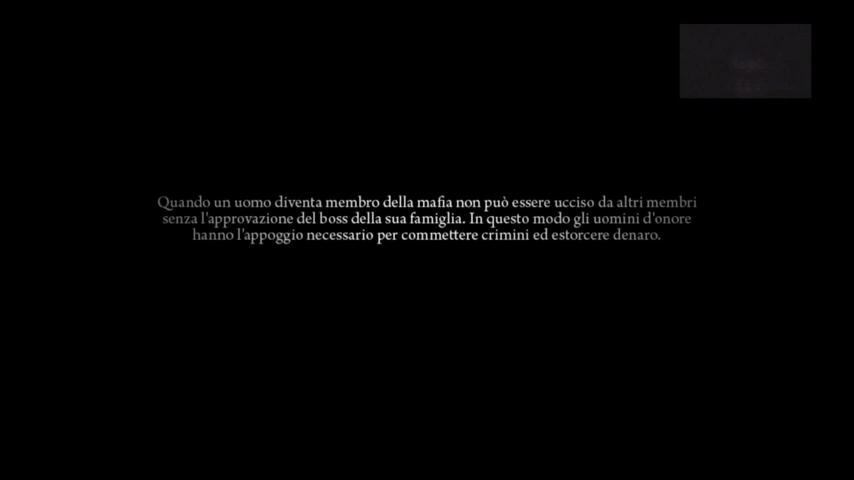 Quando un uomo diventa membro della mafia non può essere ucciso da altri membri
senza l'approvazione del boss della sua famiglia. In questo modo gli uomini d'onore
hanno l'appoggio necessario per commettere crimini ed estorcere denaro.